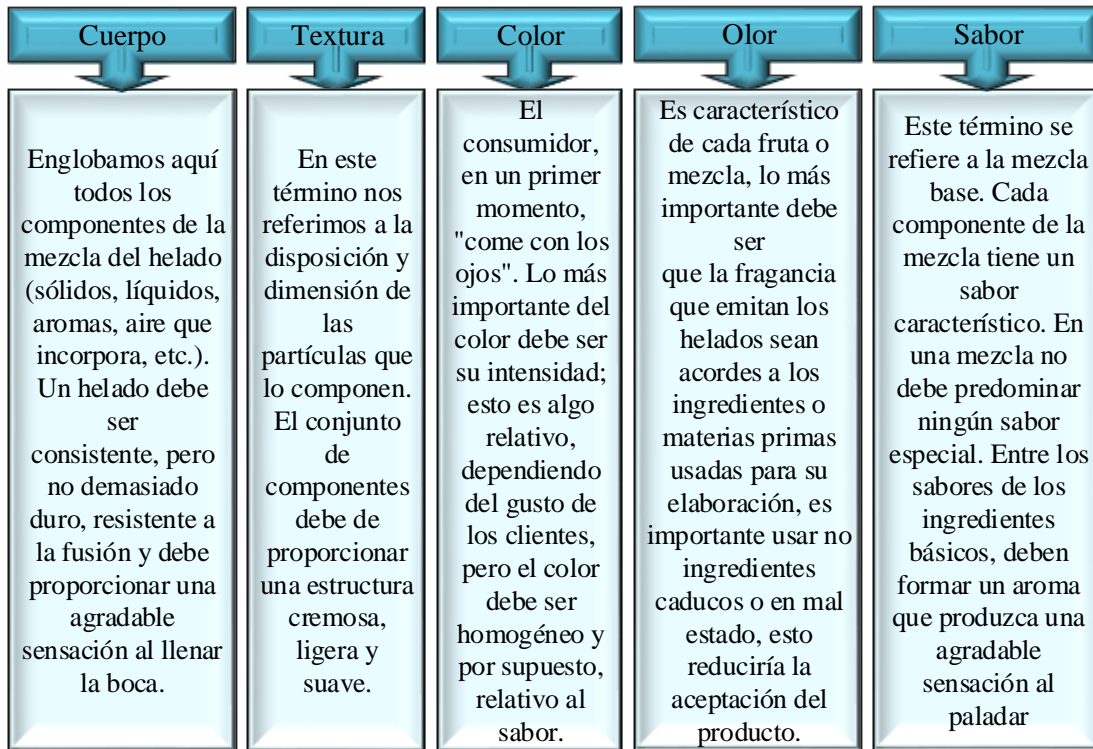 Cuerpo
Englobamos aquí
todos los
componentes de la
mezcla del helado
(sólidos, líquidos,
aromas, aire que
incorpora, etc.).
Un helado debe
ser
consistente, pero
no demasiado
duro, resistente a
la fusión y debe
proporcionar una
agradable
sensación al llenar
la boca.
Textura
En este
término nos
referimos a la
disposición y
dimensión de
las
partículas que
lo componen.
El conjunto
de
componentes
debe de
proporcionar
una estructura
cremosa,
ligera y
suave.
Color
El
consumidor,
en un primer
momento,
"come con los
ojos". Lo más
importante del
color debe ser
su intensidad;
esto es algo
relativo,
dependiendo
del gusto de
los clientes,
pero el color
debe ser
homogéneo y
por supuesto,
relativo al
sabor.
Olor
Es característico
de cada fruta o
mezcla, lo más
importante debe
ser
que la fragancia
que emitan los
helados sean
acordes a los
ingredientes o
materias primas
usadas para su
elaboración, es
importante usar no
ingredientes
caducos o en mal
estado, esto
reduciría la
aceptación del
producto.
Sabor
Este término se
refiere a la mezcla
base. Cada
componente de la
mezcla tiene un
sabor
característico. En
una mezcla no
debe predominar
ningún sabor
especial. Entre los
sabores de los
ingredientes
básicos, deben
formar un aroma
que produzca una
agradable
sensación al
paladar